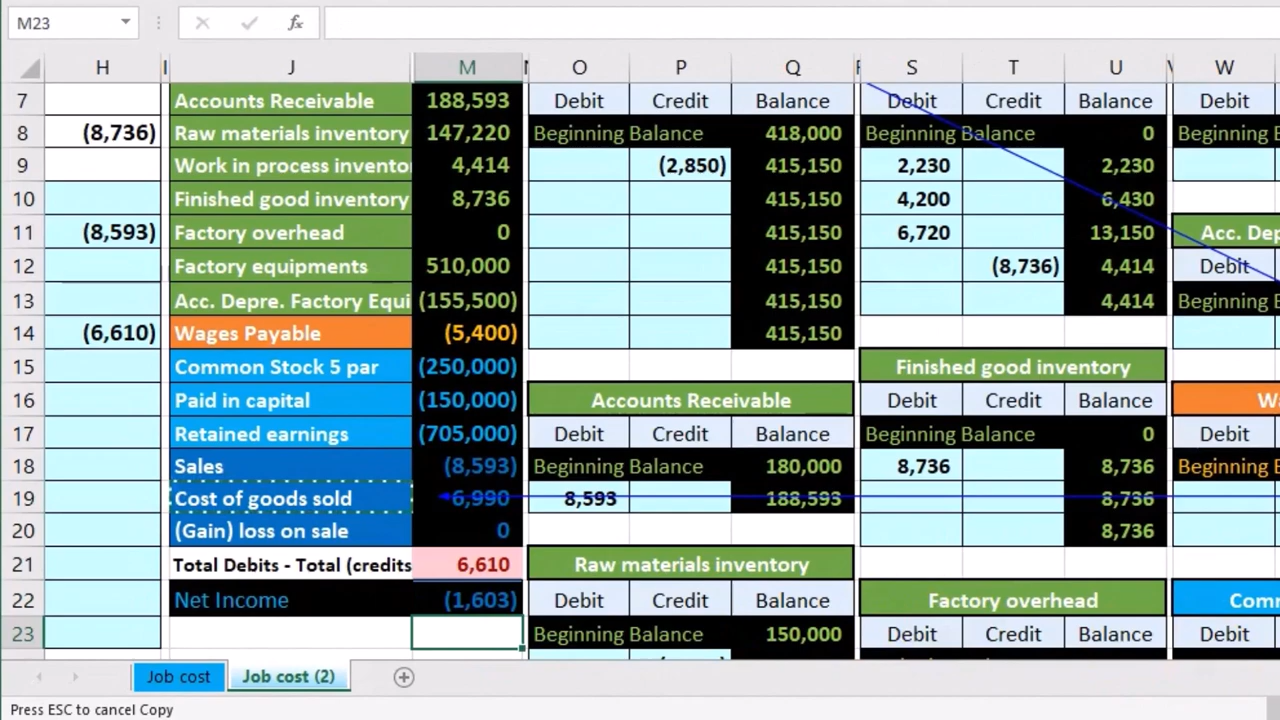 M23 fx
H I J M N O P Q R S T U V W
7 Accounts Receivable 188,593 Debit Credit Balance Debit Credit Balance Debit
8 (8,736) Raw materials inventory 147,220 Beginning Balance 418,000 Beginning Balance 0 Beginning B
9 Work in process invento 4,414 (2,850) 415,150 2,230 2,230
10 Finished good inventory 8,736 415,150 4,200 6,430
11 (8,593) Factory overhead 0 415,150 6,720 13,150 Acc. Dep
12 Factory equipments 510,000 415,150 (8,736) 4,414 Debit
13 Acc. Depre. Factory Equi (155,500) 415,150 4,414 Beginning B
14 (6,610) Wages Payable (5,400) 415,150
15 Common Stock 5 par (250,000) Finished good inventory
16 Paid in capital (150,000) Accounts Receivable Debit Credit Balance Wa
17 Retained earnings (705,000) Debit Credit Balance Beginning Balance 0 Debit
18 Sales (8,593) Beginning Balance 180,000 8,736 8,736 Beginning B
19 Cost of goods sold 6,990 8,593 188,593 8,736
20 (Gain) loss on sale 0 8,736
21 Total Debits - Total (credits 6,610 Raw materials inventory
22 Net Income (1,603) Debit Credit Balance Factory overhead Comm
23 Beginning Balance 150,000 Debit Credit Balance Debit
Job cost Job cost (2)
Press ESC to cancel Copy